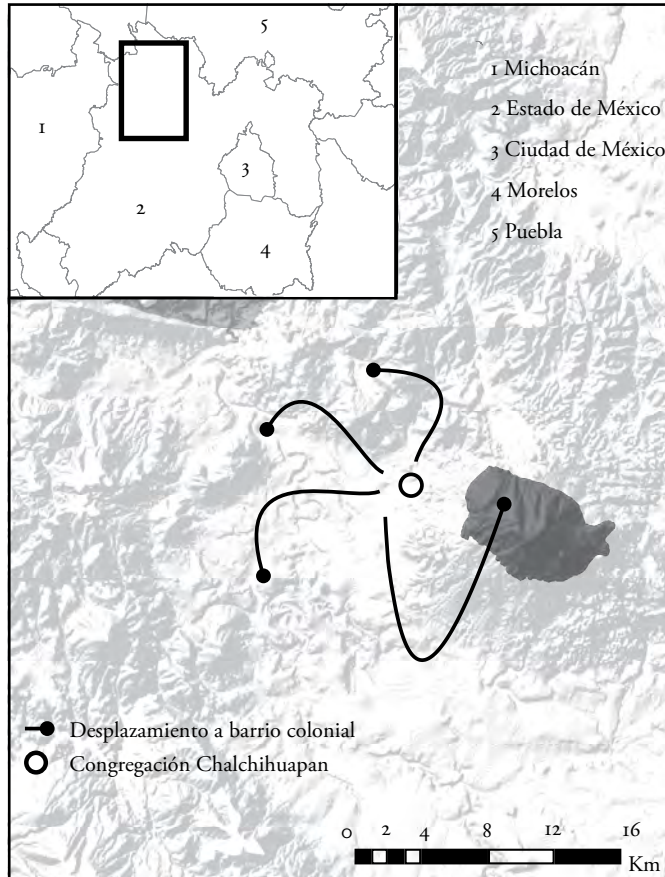 5
1
3
2
4
1 Michoacán
2 Estado de México
3 Ciudad de México
4 Morelos
5 Puebla
Desplazamiento a barrio colonial
Congregación Chalchihuapan
0 2 4 8 12 16
Km